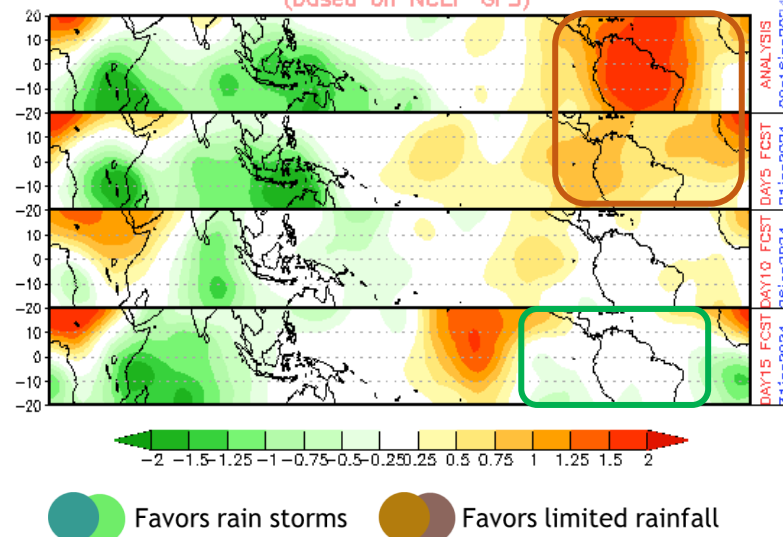 (based on NCEP GFS)
20
10
0
-10
-20
ANALYSIS
10
0
-10
-20
DAY5 FCST
10
0
-10
-20
DAY10 FCST
10
0
-10
-20
DAY15 FCST
-2 -1.5 -1.25 -1 -0.75 -0.5 -0.25 0.25 0.5 0.75 1 1.25 1.5 2
Favors rain storms Favors limited rainfall